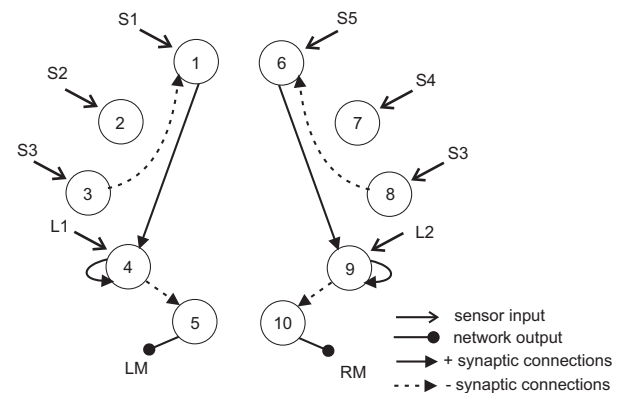 S1
S5
1
6
S2
S4
2
7
S3
S3
3
8
L1
L2
4
9
5
10
LM
RM
sensor input
network output
+ synaptic connections
- synaptic connections